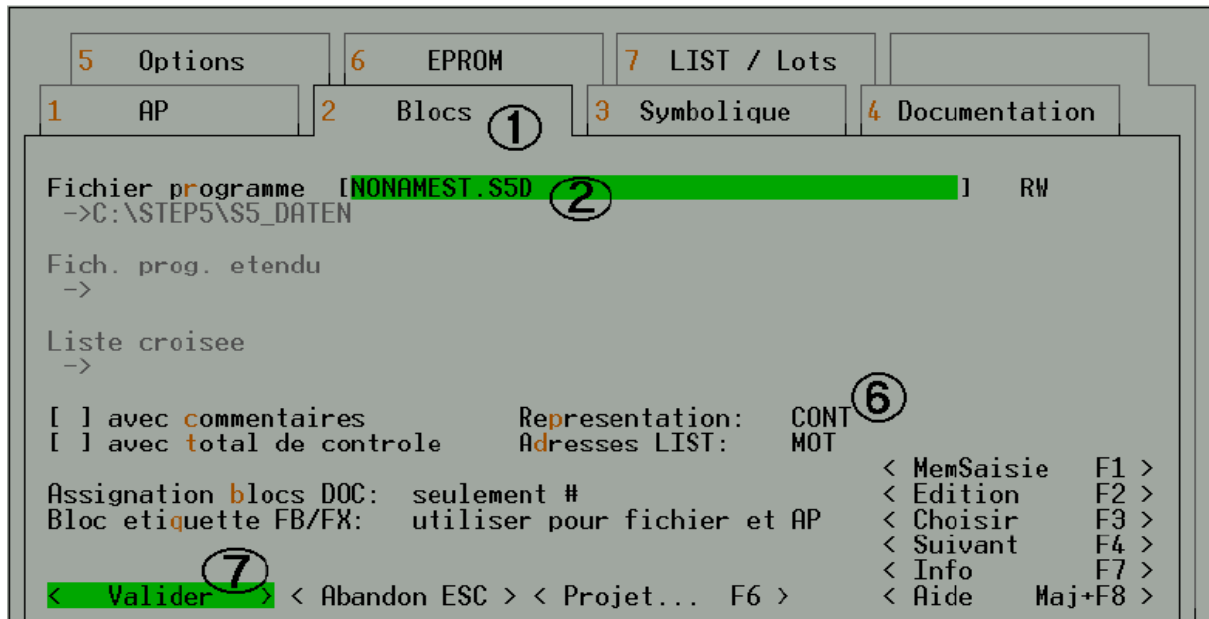 5 Options 6 EPROM 7 LIST / Lots
1 AP 2 Blocs ① 3 Symbolique 4 Documentation
Fichier programme [NONAMEST.S5D ② ] RW
->C:\STEP5\S5_DATEN
Fich. prog. etendu
->
Liste croisee
->
[ ] avec commentaires Representation: CONT ⑥
[ ] avec total de controle Adresses LIST: MOT
< MemSaisie F1 >
Assignation blocs DOC: seulement # < Edition F2 >
Bloc etiquette FB/FX: utiliser pour fichier et AP < Choisir F3 >
< Suivant F4 >
⑦ < Info F7 >
< Valider > < Abandon ESC > < Projet... F6 > < Aide Maj+F8 >